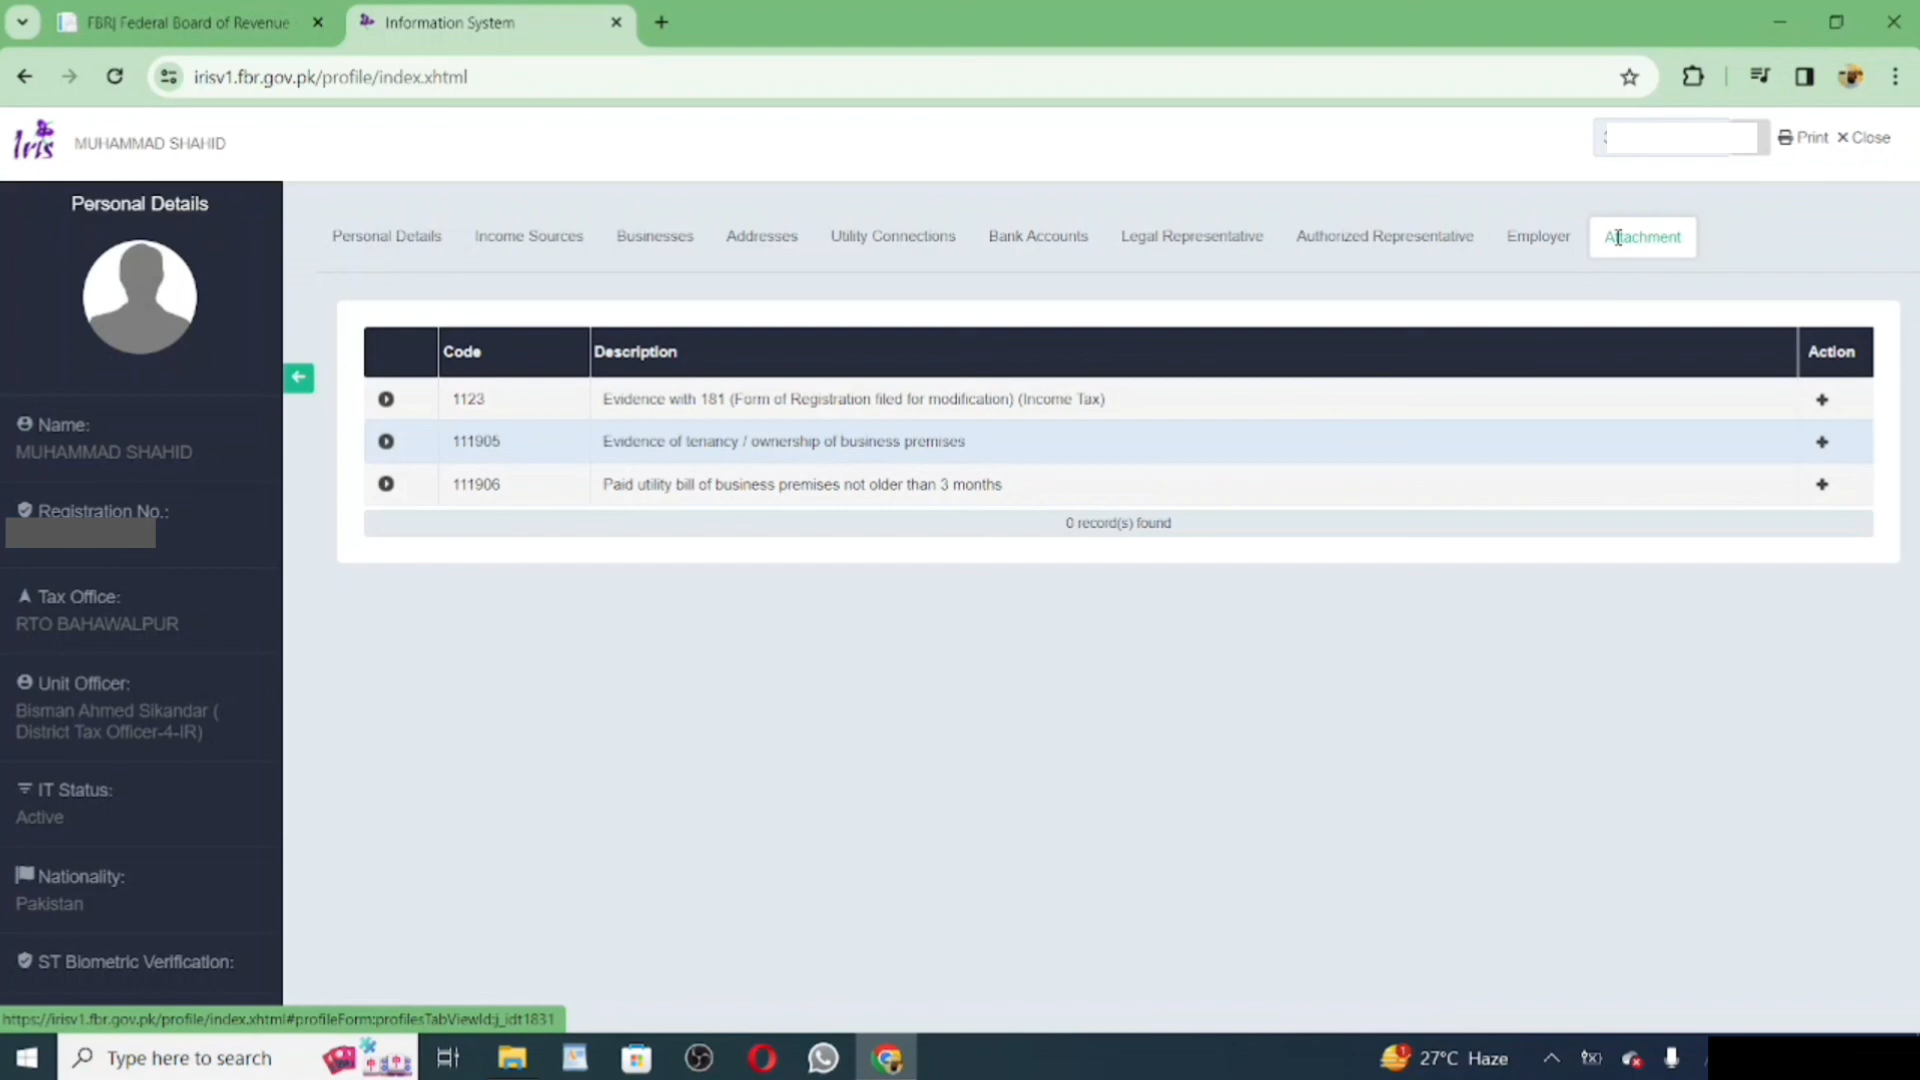 FBR| Federal Board of Revenue
Information System
irisv1.fbr.gov.pk/profile/index.xhtml
Iris
MUHAMMAD SHAHID
Print
Close
Personal Details
Personal Details
Income Sources
Businesses
Addresses
Utility Connections
Bank Accounts
Legal Representative
Authorized Representative
Employer
Attachment
Code
Description
Action
1123
Evidence with 181 (Form of Registration filed for modification) (Income Tax)
111905
Evidence of tenancy / ownership of business premises
111906
Paid utility bill of business premises not older than 3 months
0 record(s) found
Name:
MUHAMMAD SHAHID
Registration No.:
Tax Office:
RTO BAHAWALPUR
Unit Officer:
Bisman Ahmed Sikandar (
District Tax Officer-4-IR)
IT Status:
Active
Nationality:
Pakistan
ST Biometric Verification:
https://irisv1.fbr.gov.pk/profile/index.xhtml#profileForm:profilesTabViewId:j_idt1831
Type here to search
27°C Haze